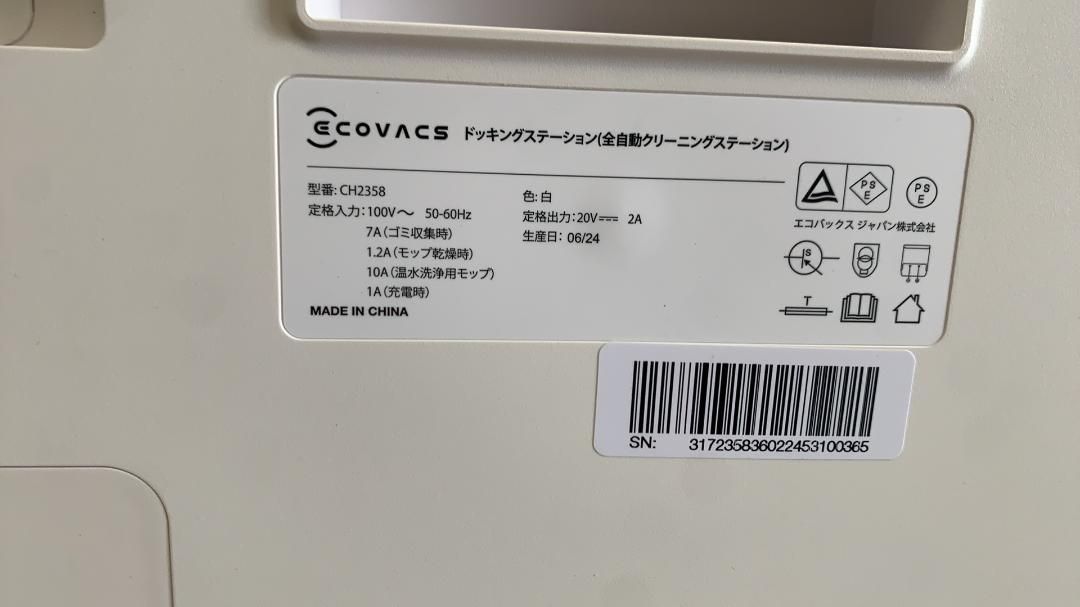 ECOVACS ドッキングステーション(全自動クリーニングステーション)
型番: CH2358
定格入力: 100V～ 50-60Hz
7A(ゴミ収集時)
1.2A(モップ乾燥時)
10A(温水洗浄用モップ)
1A(充電時)
MADE IN CHINA
色: 白
定格出力: 20V⎓ 2A
生産日: 06/24
PS
E
PS
E
エコバックス ジャパン株式会社
S
T
SN: 317235836022453100365